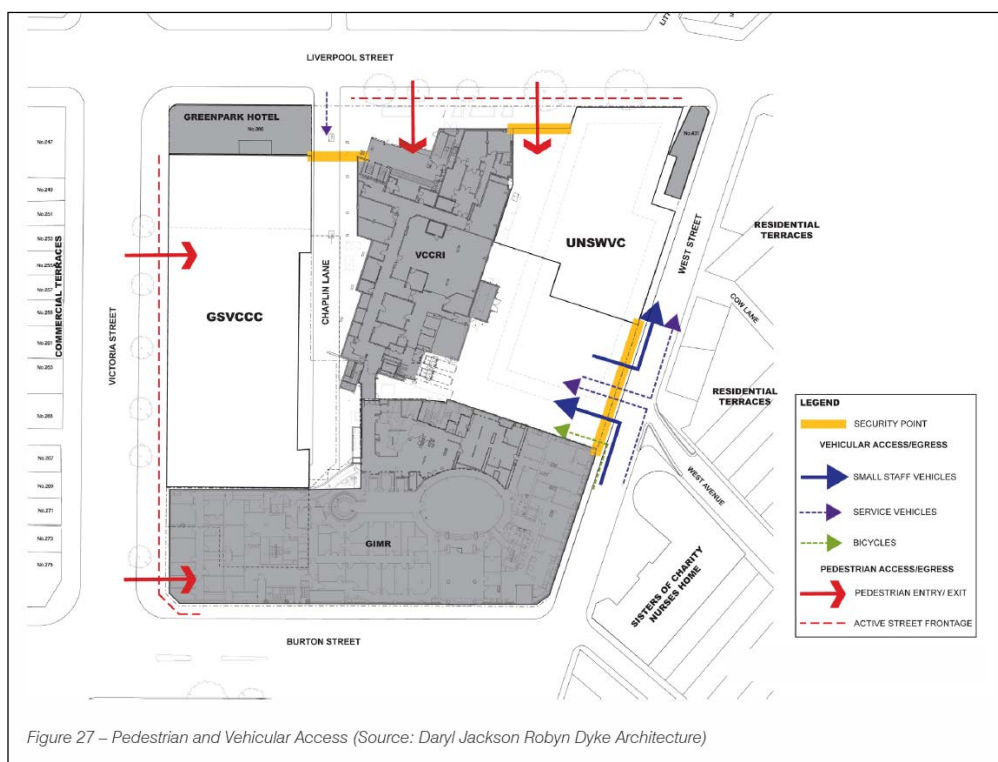 LIVERPOOL STREET
GREENPARK HOTEL
No.247
No.249
No.251
No.253
No.257
No.259
No.261
No.263
No.265
No.267
No.269
No.271
No.273
No.275
COMMERCIAL TERRACES
VICTORIA STREET
GSVCCC
CHAPLIN LANE
VCCRI
UNSWVC
WEST STREET
RESIDENTIAL
TERRACES
COW LANE
RESIDENTIAL
TERRACES
WEST AVENUE
GIMR
SISTERS OF CHARITY
NURSES HOME
BURTON STREET
LEGEND
SECURITY POINT
VEHICULAR ACCESS/EGRESS
SMALL STAFF VEHICLES
SERVICE VEHICLES
BICYCLES
PEDESTRIAN ACCESS/EGRESS
PEDESTRIAN ENTRY/ EXIT
ACTIVE STREET FRONTAGE
Figure 27 – Pedestrian and Vehicular Access (Source: Daryl Jackson Robyn Dyke Architecture)